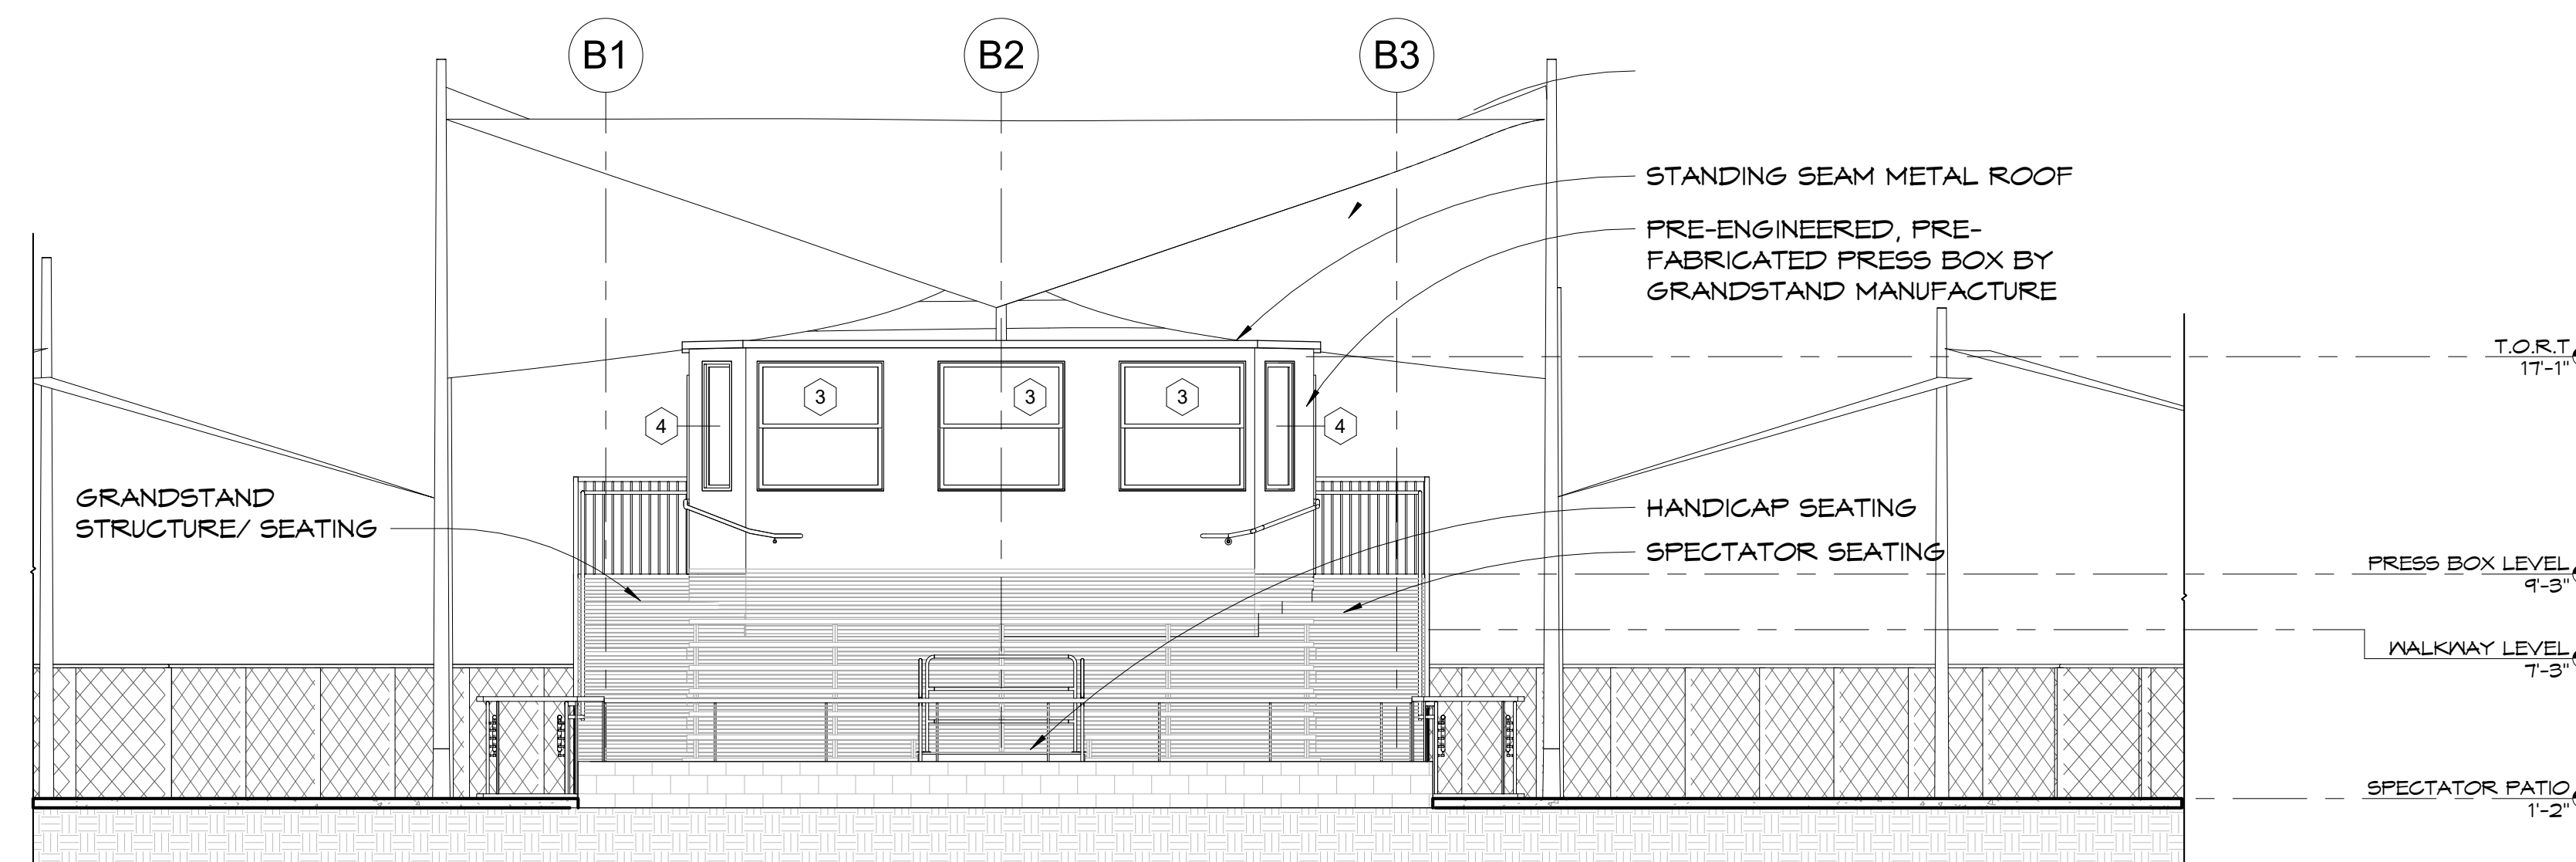 B1
B2
B3
STANDING SEAM METAL ROOF
PRE-ENGINEERED, PRE-
FABRICATED PRESS BOX BY
GRANDSTAND MANUFACTURE
T.O.R.T
17'-1"
3
3
3
4
4
GRANDSTAND
STRUCTURE/ SEATING
HANDICAP SEATING
SPECTATOR SEATING
PRESS BOX LEVEL
9'-3"
WALKWAY LEVEL
7'-3"
SPECTATOR PATIO
1'-2"